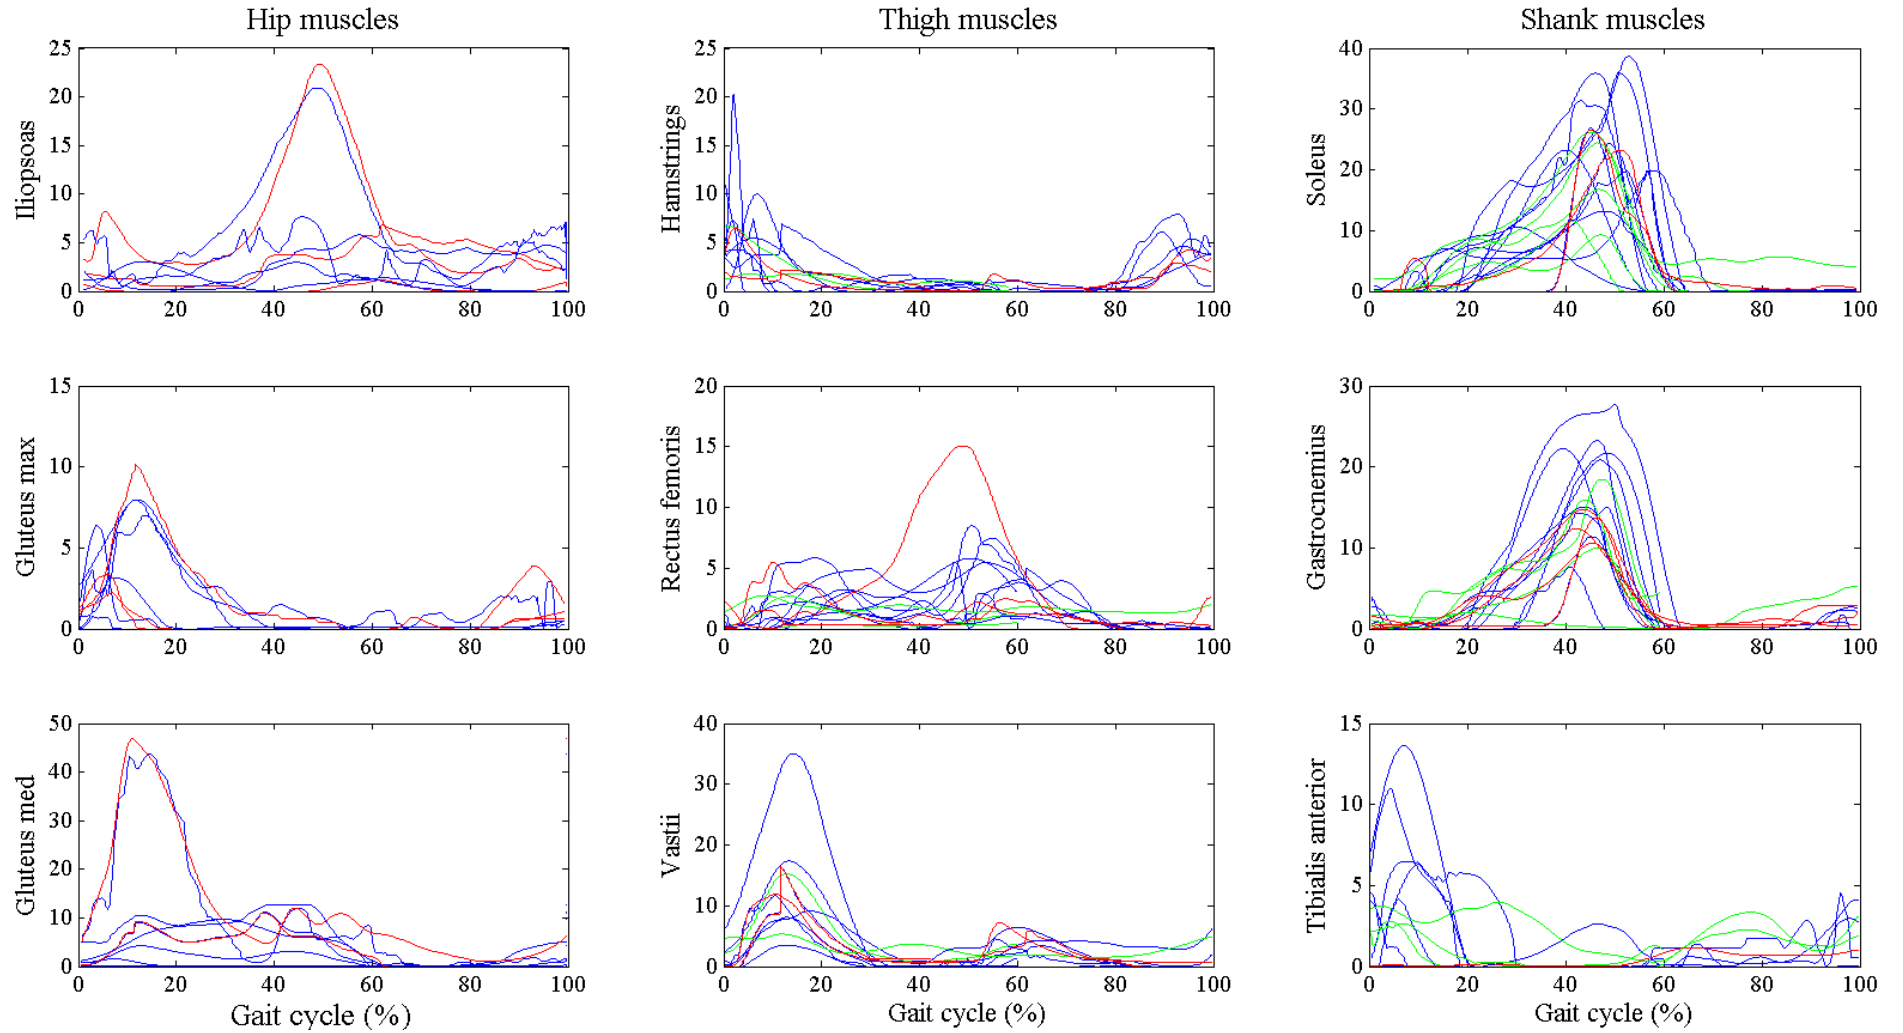 Hip muscles
Thigh muscles
Shank muscles
Iliopsoas
25
20
15
10
5
0
0 20 40 60 80 100
Hamstrings
25
20
15
10
5
0
0 20 40 60 80 100
Soleus
40
30
20
10
0
0 20 40 60 80 100
Gluteus max
15
10
5
0
0 20 40 60 80 100
Rectus femoris
20
15
10
5
0
0 20 40 60 80 100
Gastrocnemius
30
20
10
0
0 20 40 60 80 100
Gluteus med
50
40
30
20
10
0
0 20 40 60 80 100
Gait cycle (%)
Vastii
40
30
20
10
0
0 20 40 60 80 100
Gait cycle (%)
Tibialis anterior
15
10
5
0
0 20 40 60 80 100
Gait cycle (%)